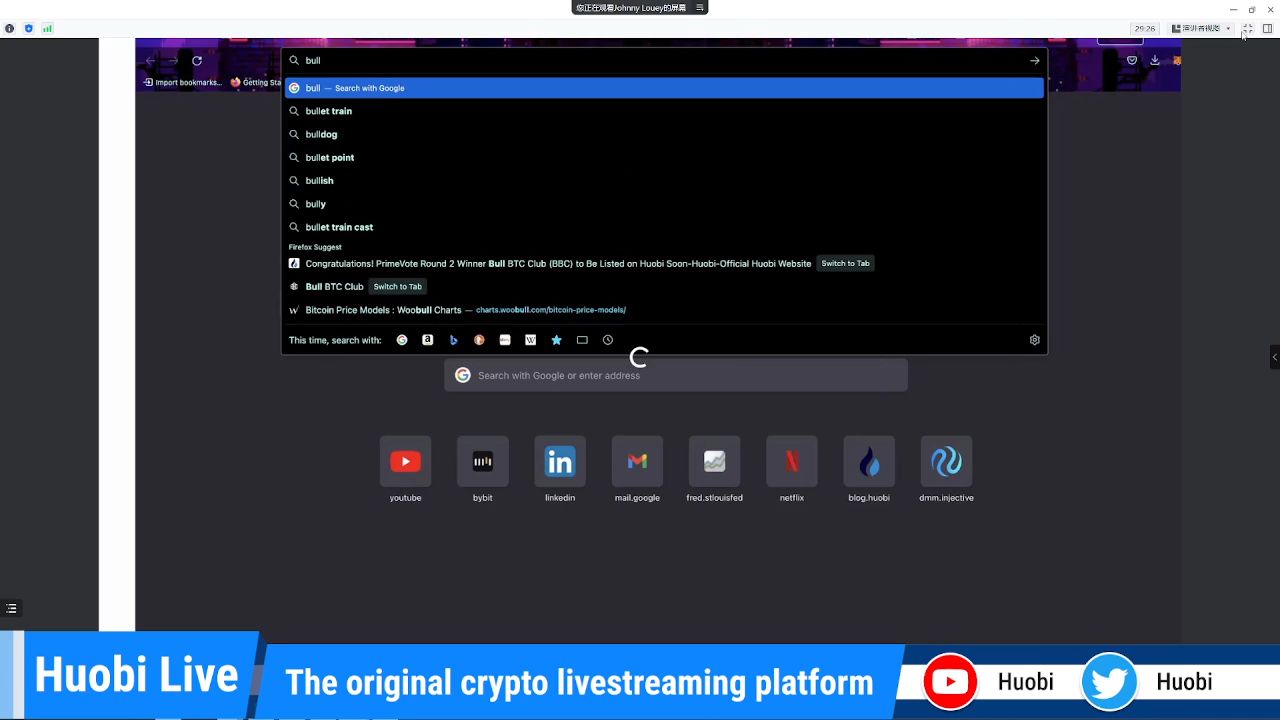 您正在观看Johnny Louey的屏幕
29:26
演讲者视图
bull
Import bookmarks...
Getting Sta
bull — Search with Google
bullet train
bulldog
bullet point
bullish
bully
bullet train cast
Firefox Suggest
Congratulations! PrimeVote Round 2 Winner Bull BTC Club (BBC) to Be Listed on Huobi Soon-Huobi-Official Huobi Website Switch to Tab
Bull BTC Club Switch to Tab
Bitcoin Price Models : Woobull Charts — charts.woobull.com/bitcoin-price-models/
This time, search with:
Search with Google or enter address
youtube
bybit
linkedin
mail.google
fred.stlouisfed
netflix
blog.huobi
dmm.injective
Huobi Live
The original crypto livestreaming platform
Huobi
Huobi